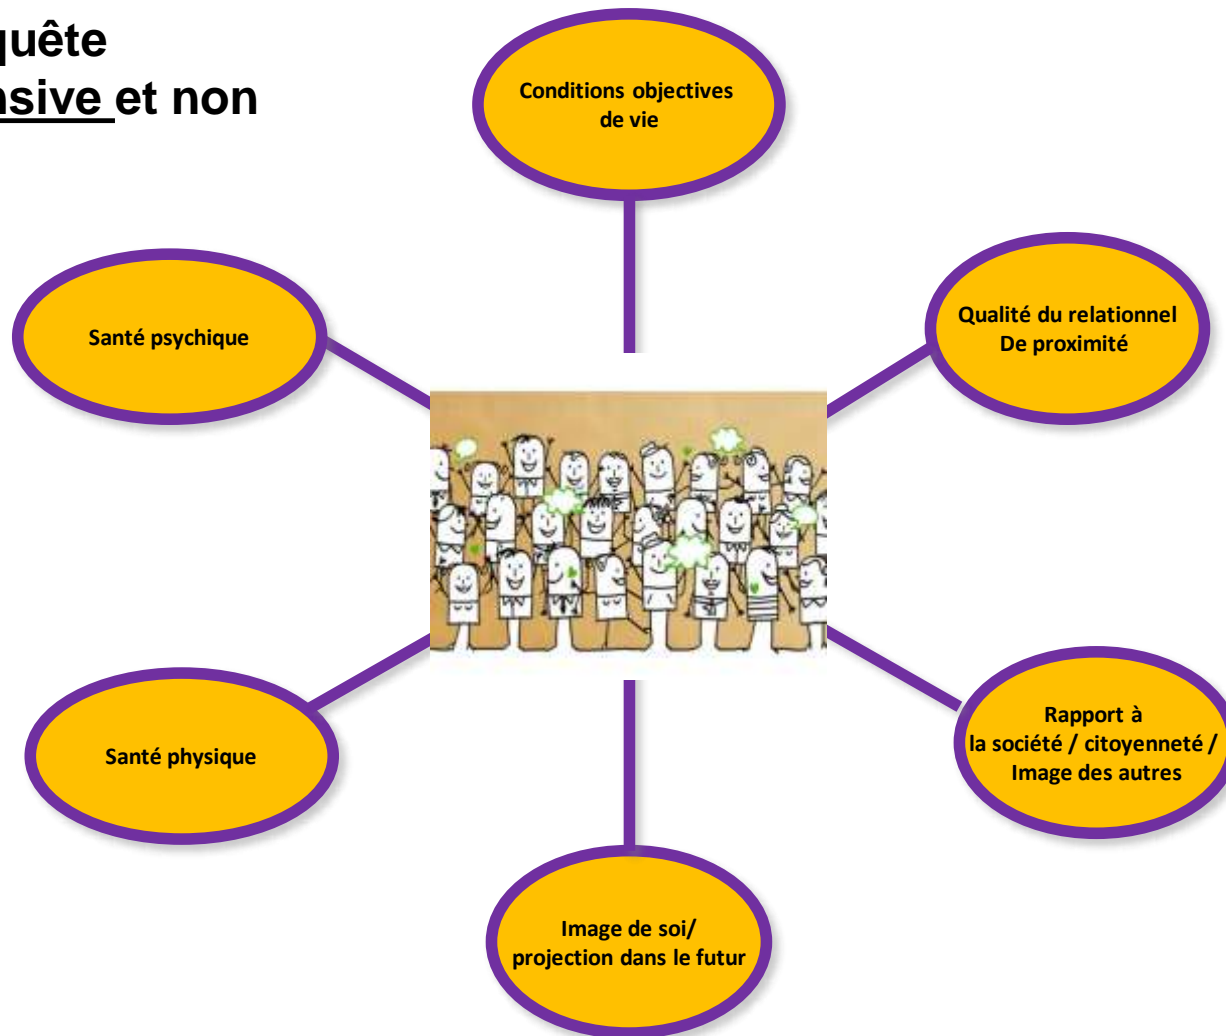 quête
nsive et non
Conditions objectives
de vie
Qualité du relationnel
De proximité
Santé psychique
Rapport à
la société / citoyenneté /
Image des autres
Santé physique
Image de soi/
projection dans le futur